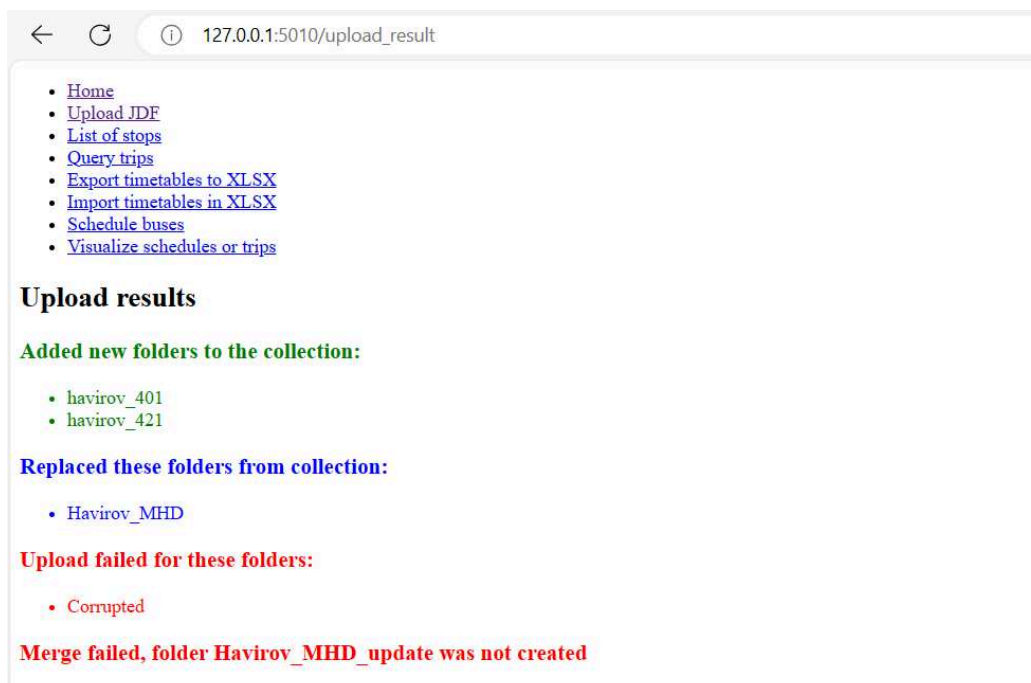 127.0.0.1:5010/upload_result
Home
Upload JDF
List of stops
Query trips
Export timetables to XLSX
Import timetables in XLSX
Schedule buses
Visualize schedules or trips
Upload results
Added new folders to the collection:
havirov_401
havirov_421
Replaced these folders from collection:
Havirov_MHD
Upload failed for these folders:
Corrupted
Merge failed, folder Havirov_MHD_update was not created